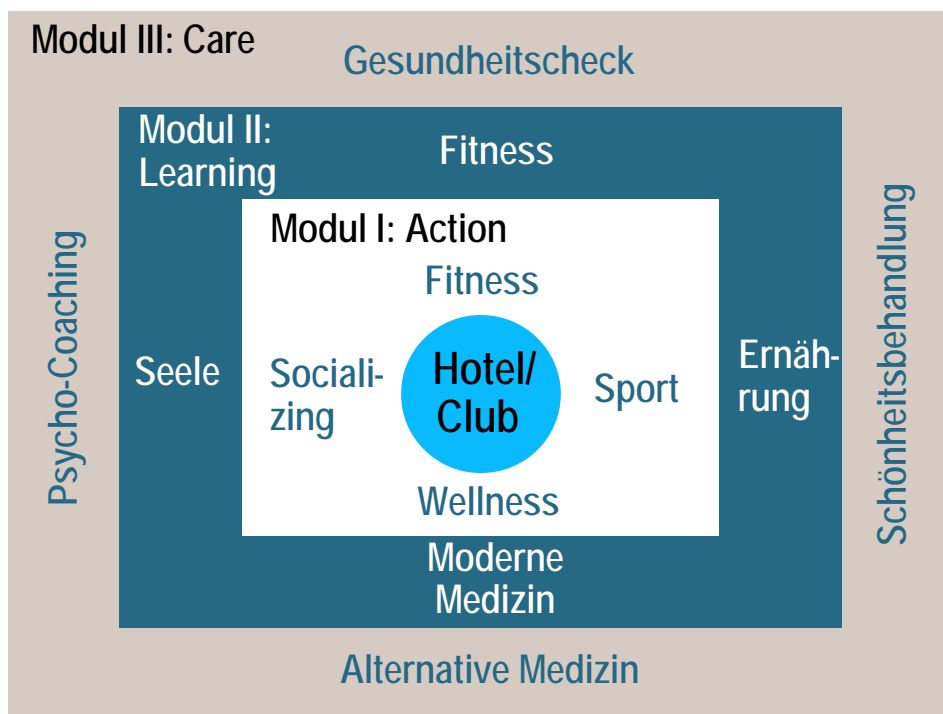 Modul III: Care
Gesundheitscheck
Modul II:
Learning
Fitness
Modul I: Action
Fitness
Psycho-Coaching
Seele
Sociali-
zing
Hotel/
Club
Sport
Ernäh-
rung
Schönheitsbehandlung
Wellness
Moderne
Medizin
Alternative Medizin